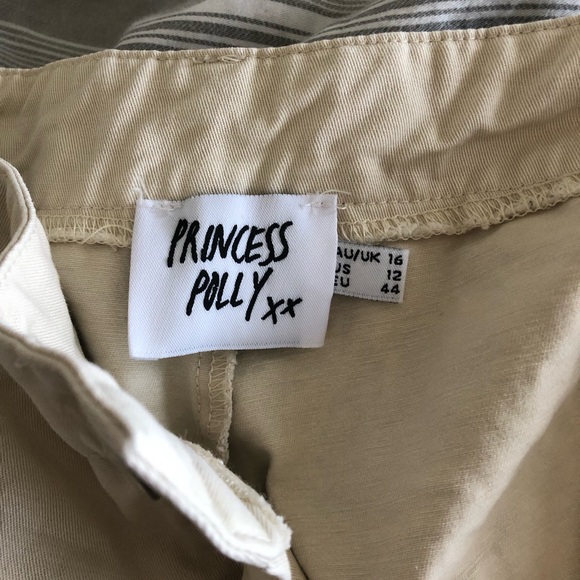 PRINCESS
POLLY xx
AU/UK 16
US 12
EU 44